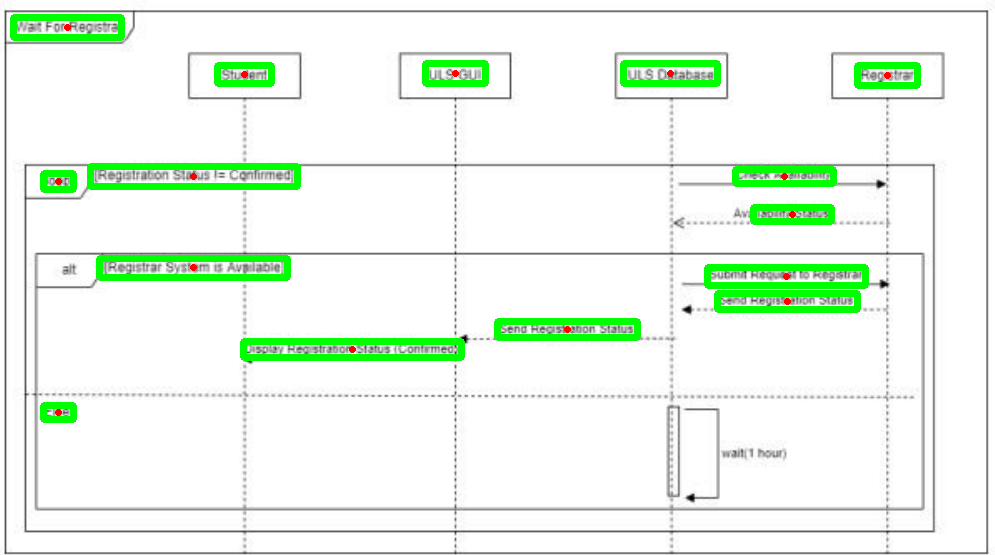 Wait For Registra
Student
ULS GUI
ULS Database
Registrar
loop
[Registration Status != Confirmed]
Check Availability
Availability Status
alt
[Registrar System is Available]
Submit Request to Registrar
Send Registration Status
Send Registration Status
Display Registration Status (Confirmed)
Else
wait(1 hour)